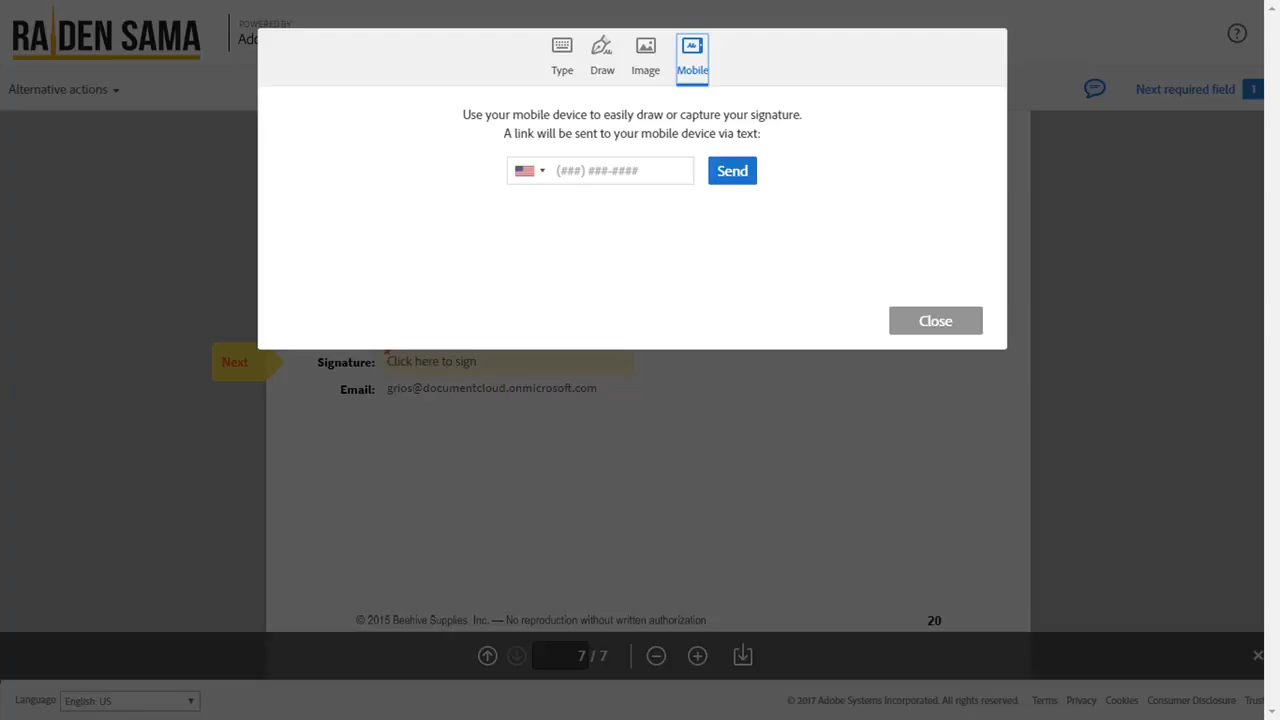 RAIDEN SAMA
POWERED BY
Ado
Type Draw Image Mobile
Alternative actions
Next required field 1
Use your mobile device to easily draw or capture your signature.
A link will be sent to your mobile device via text:
(###) ###-####
Send
Close
Next
Signature: Click here to sign
Email: grios@documentcloud.onmicrosoft.com
© 2015 Beehive Supplies, Inc. — No reproduction without written authorization
20
7 / 7
Language English: US
© 2017 Adobe Systems Incorporated. All rights reserved. Terms Privacy Cookies Consumer Disclosure Trust